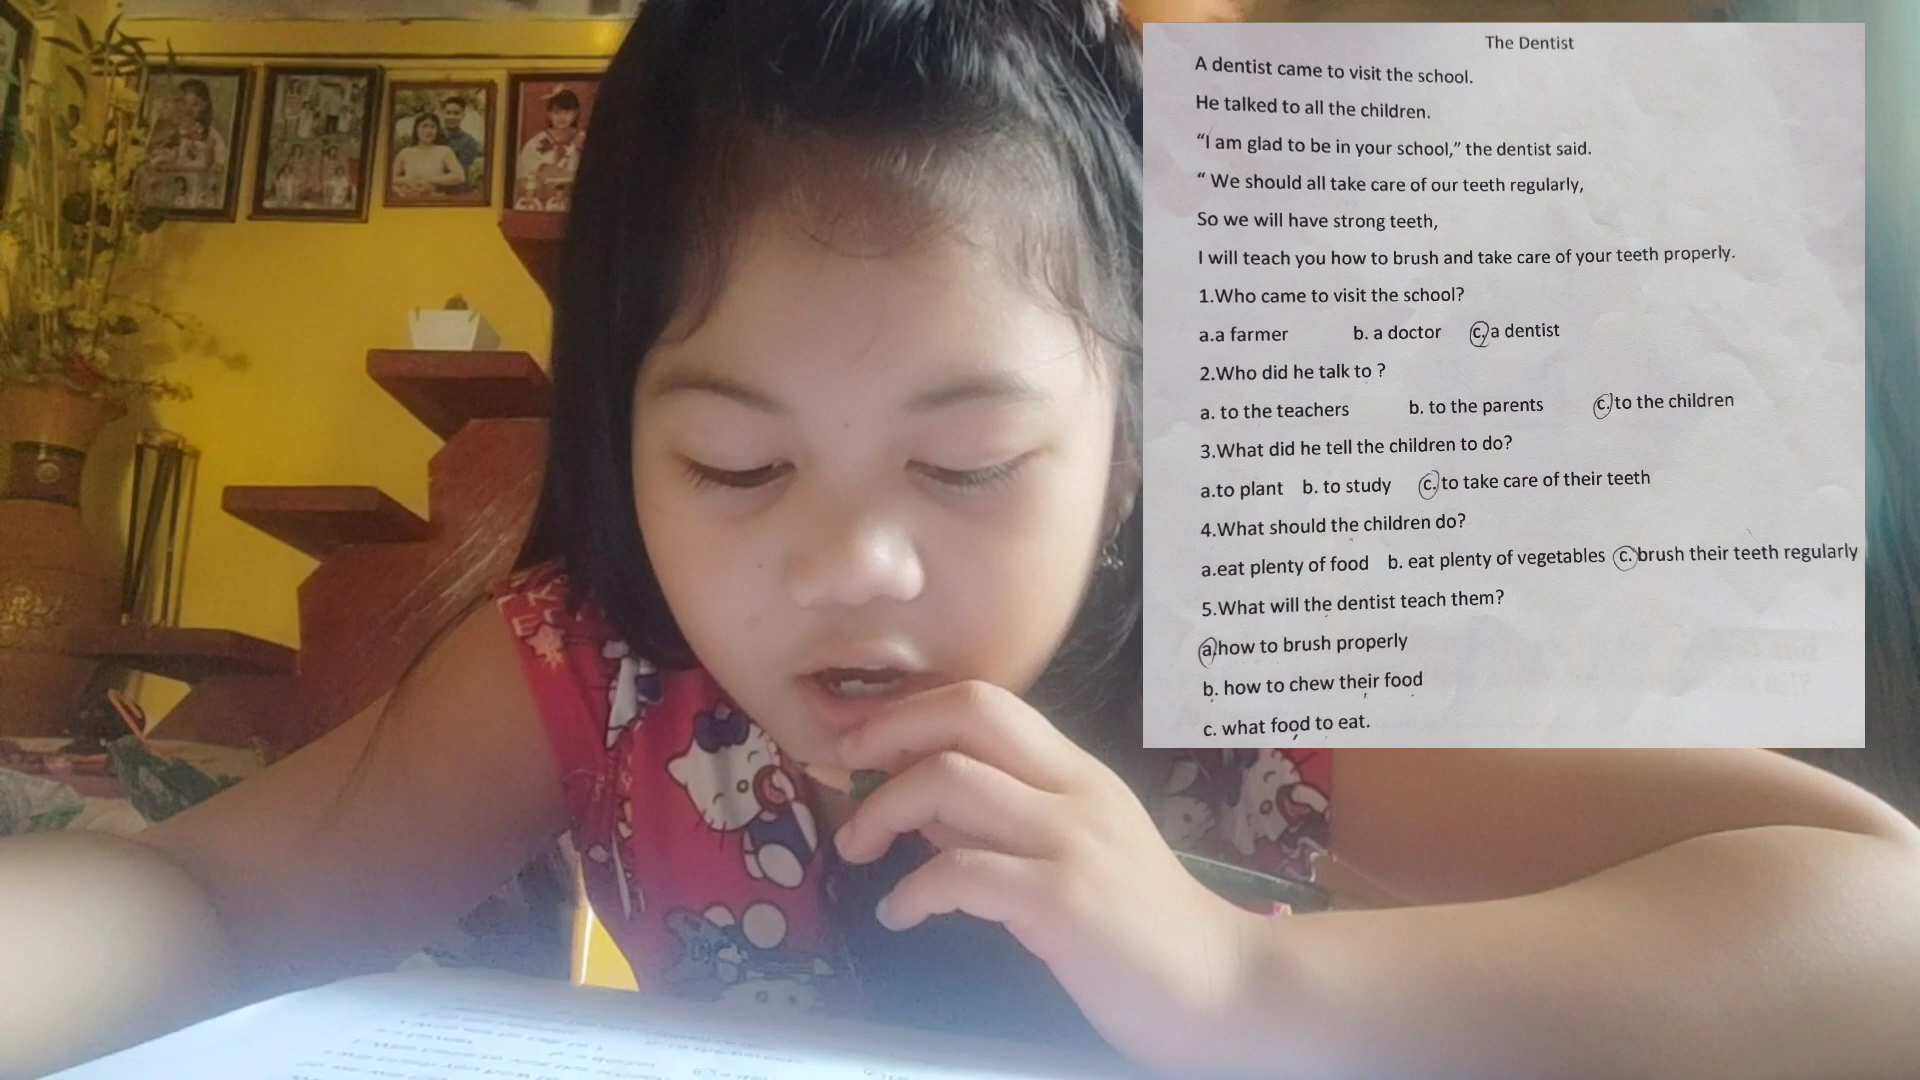 The Dentist
A dentist came to visit the school.
He talked to all the children.
“I am glad to be in your school,” the dentist said.
“ We should all take care of our teeth regularly,
So we will have strong teeth,
I will teach you how to brush and take care of your teeth properly.
1.Who came to visit the school?
a.a farmer b. a doctor c. a dentist
2.Who did he talk to ?
a. to the teachers b. to the parents c. to the children
3.What did he tell the children to do?
a.to plant b. to study c. to take care of their teeth
4.What should the children do?
a.eat plenty of food b. eat plenty of vegetables c. brush their teeth regularly
5.What will the dentist teach them?
a.how to brush properly
b. how to chew their food
c. what food to eat.